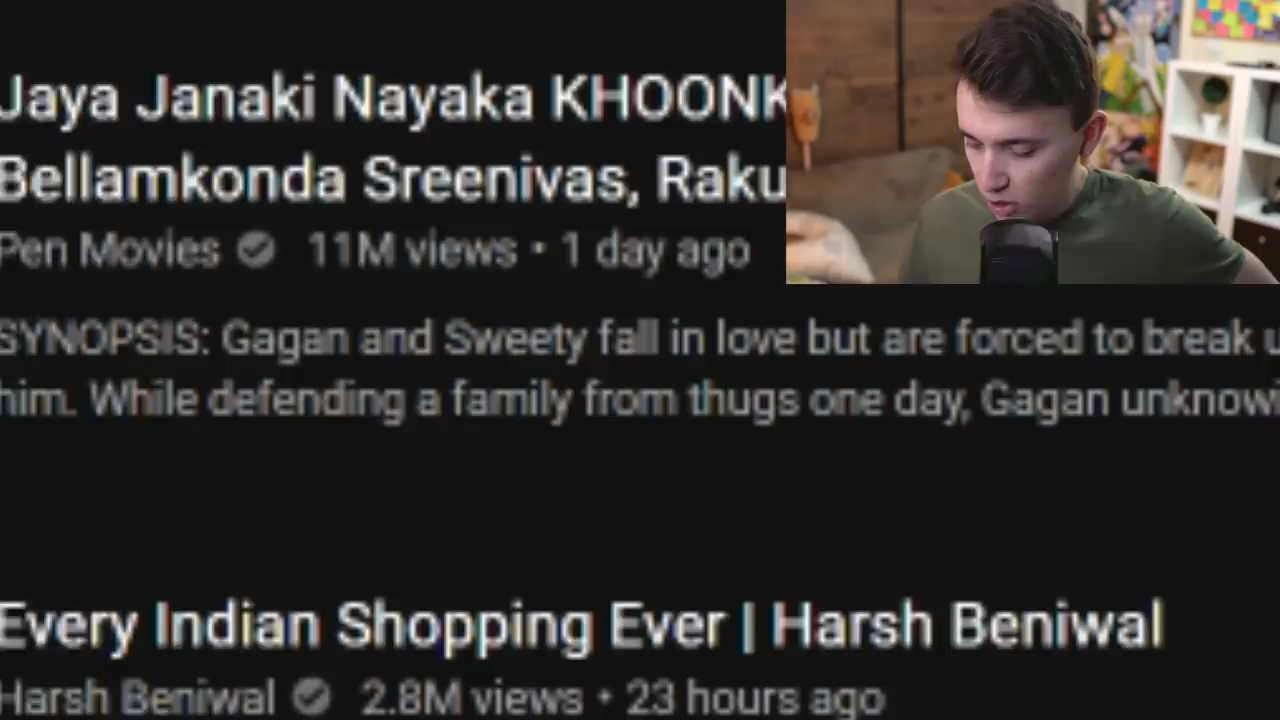 Jaya Janaki Nayaka KHOONK
Bellamkonda Sreenivas, Raku
Pen Movies 11M views • 1 day ago
SYNOPSIS: Gagan and Sweety fall in love but are forced to break u
him. While defending a family from thugs one day, Gagan unknowi
Every Indian Shopping Ever | Harsh Beniwal
Harsh Beniwal 2.8M views • 23 hours ago